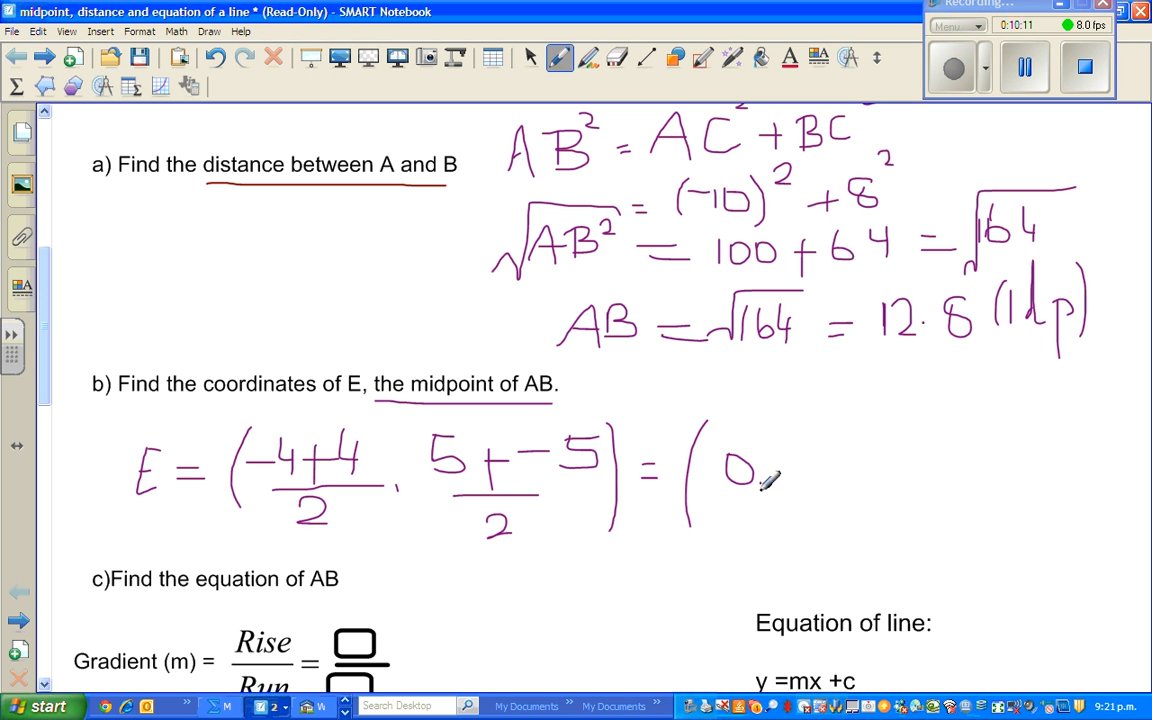 midpoint, distance and equation of a line * (Read-Only) - SMART Notebook
Recording...
File Edit View Insert Format Math Draw Help
Menu 0:10:11 8.0 fps
AB² = AC² + BC²
a) Find the distance between A and B
= (-10)² + 8²
√AB² = 100 + 64 = √164
AB = √164 = 12.8 (1dp)
b) Find the coordinates of E, the midpoint of AB.
E = (-4+4/2, 5+-5/2) = (0,
c)Find the equation of AB
Equation of line:
Gradient (m) = Rise/Run = □/□
y =mx +c
start 2 W Search Desktop My Documents My Documents 9:21 p.m.